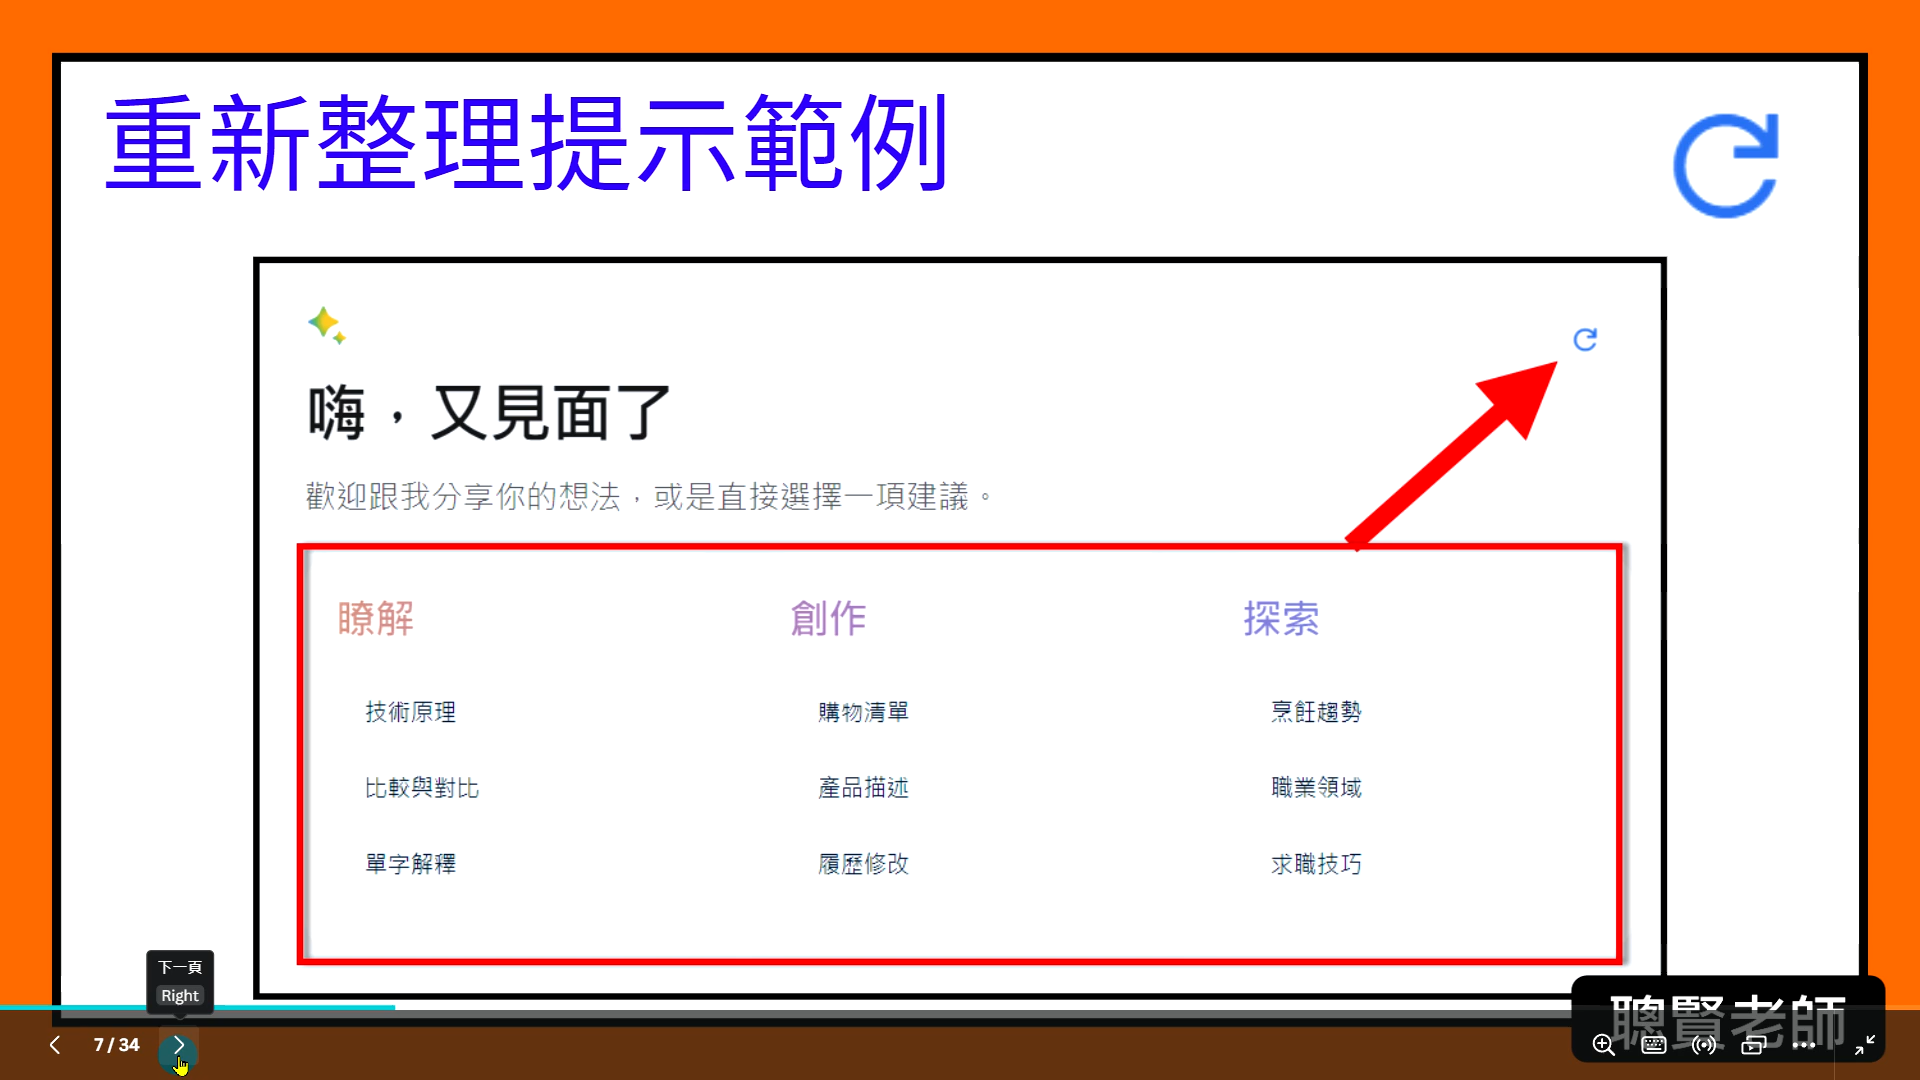 重新整理提示範例
嗨，又見面了
歡迎跟我分享你的想法，或是直接選擇一項建議。
瞭解
創作
探索
技術原理
購物清單
烹飪趨勢
比較與對比
產品描述
職業領域
單字解釋
履歷修改
求職技巧
下一頁
Right
聰賢老師
7 / 34